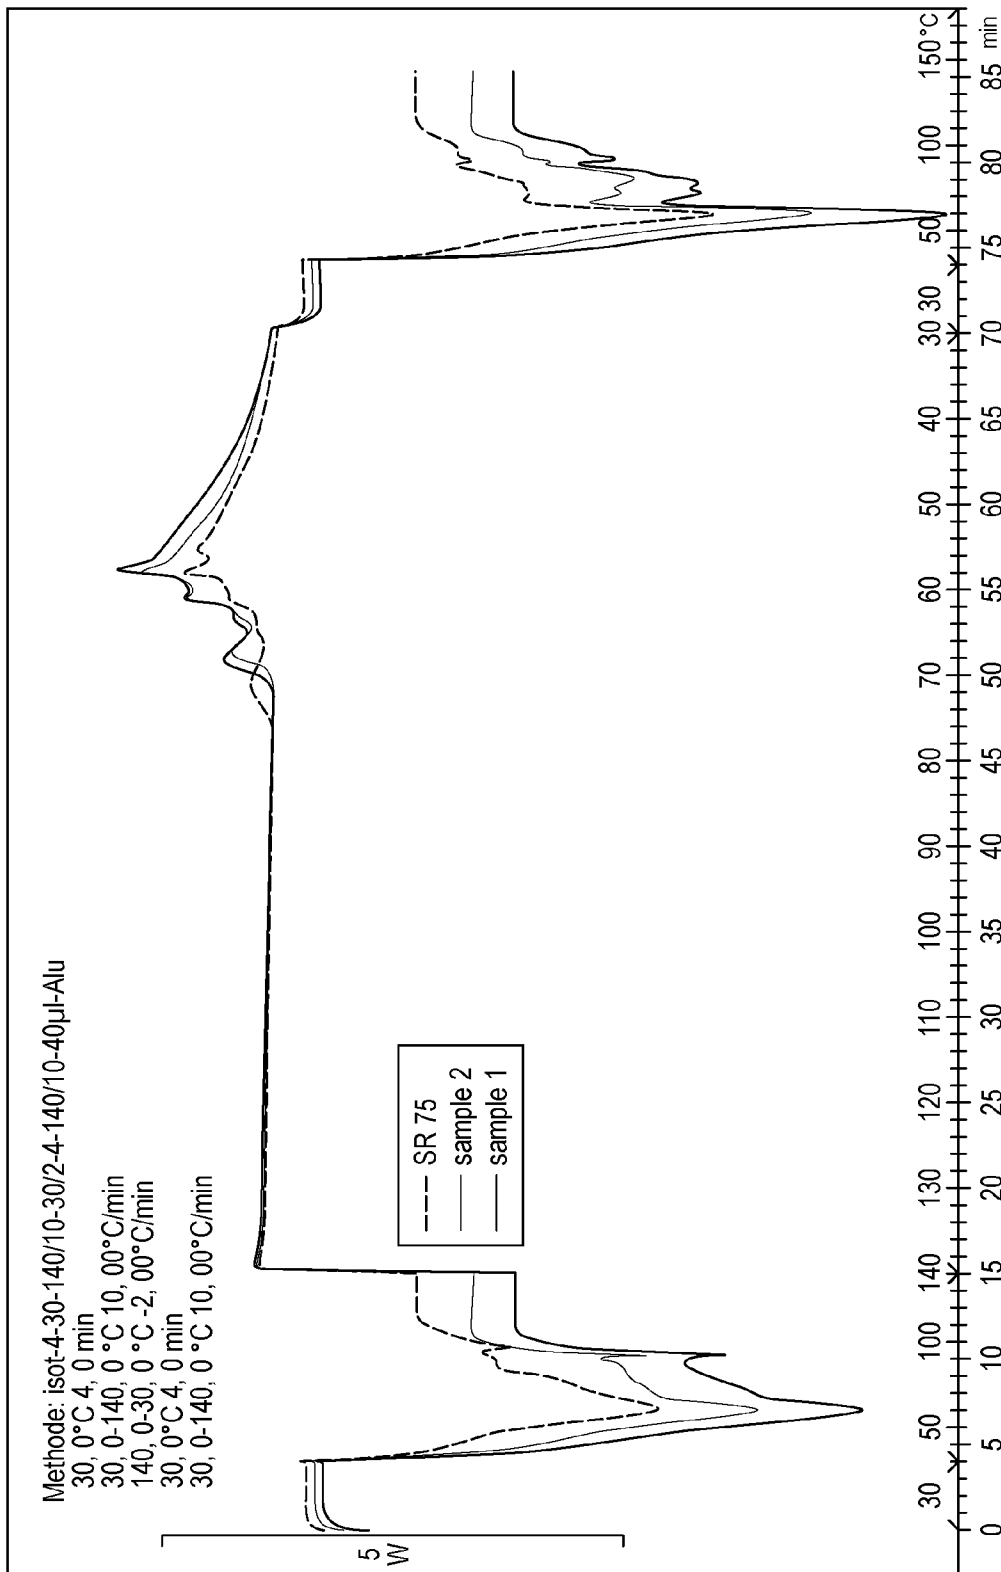 Methode: isot-4-30-140/10-30/2-4-140/10-40µl-Alu
30, 0°C 4, 0 min
30, 0-140, 0 °C 10, 00°C/min
140, 0-30, 0 °C -2, 00°C/min
30, 0°C 4, 0 min
30, 0-140, 0 °C 10, 00°C/min
5
W
SR 75
sample 2
sample 1
30 50 100 140 130 120 110 100 90 80 70 60 50 40 30 30 50 100 150°C
0 5 10 15 20 25 30 35 40 45 50 55 60 65 70 75 80 85 min